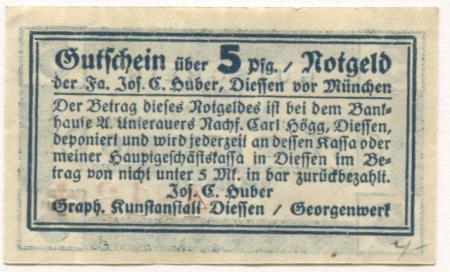 Gutschein über 5 Pfg. / Notgeld
der Fa. Jos. C. Huber, Diessen vor München
Der Betrag dieses Notgeldes ist bei dem Bank-
hause A. Unterauers Nachf. Carl Högg, Diessen,
deponiert und wird jederzeit an dessen Kassa oder
meiner Hauptgeschäftskassa in Diessen im Be-
trag von nicht unter 5 Mk. in bar zurückbezahlt.
Jos. C. Huber
Graph. Kunstanstalt Diessen / Georgenwerk